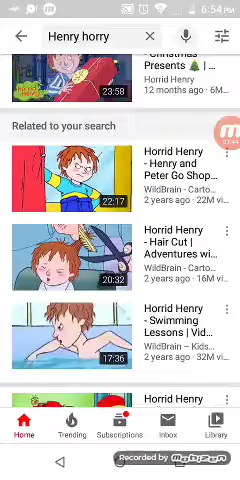 6:54 PM
Henry horry
Christmas
Presents 🎄 | ...
Horrid Henry
12 months ago · 6M...
23:58
Related to your search
01:44
Horrid Henry
- Henry and
Peter Go Shop...
WildBrain - Carto...
2 years ago · 22M vi...
22:17
Horrid Henry
- Hair Cut |
Adventures wi...
WildBrain - Carto...
2 years ago · 16M...
20:32
Horrid Henry
- Swimming
Lessons | Vid...
WildBrain – Kids...
2 years ago · 32M vi...
17:36
Home
Trending
Subscriptions
Inbox
Library
Recorded by Mobizen